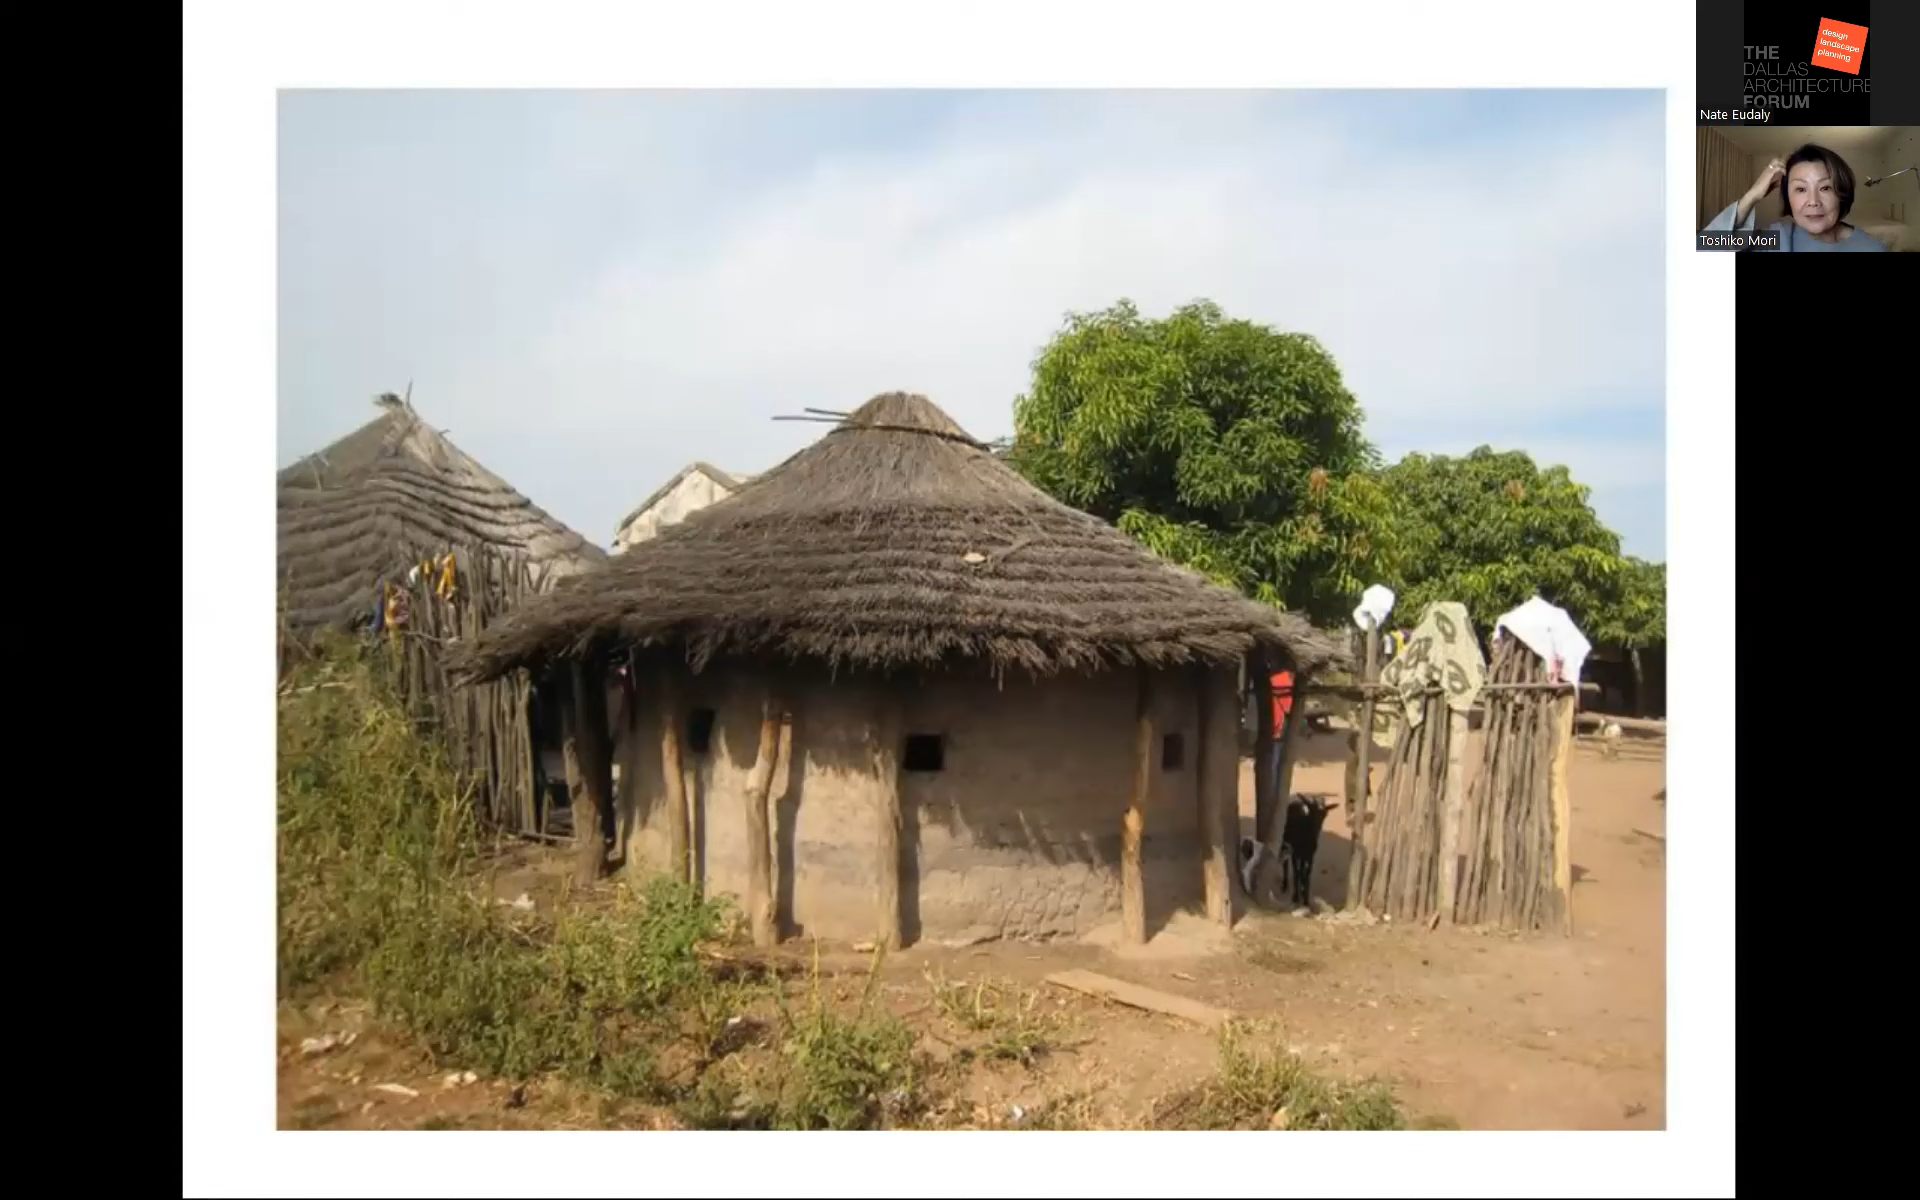 design
landscape
planning
THE
DALLAS
ARCHITECTURE
FORUM
Nate Eudaly
Toshiko Mori